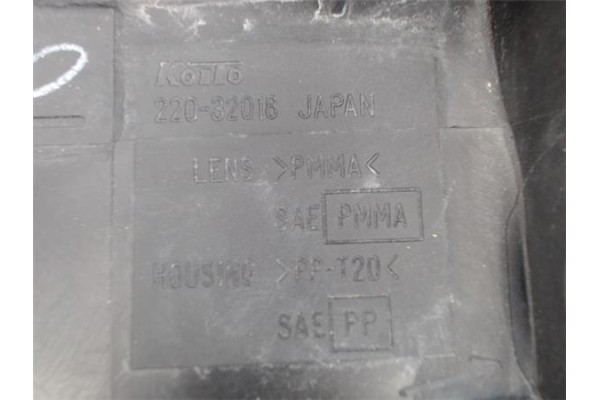 KOITO
220-32016 JAPAN
LENS >PMMA<
SAE PMMA
HOUSING >PP-T20<
SAE PP